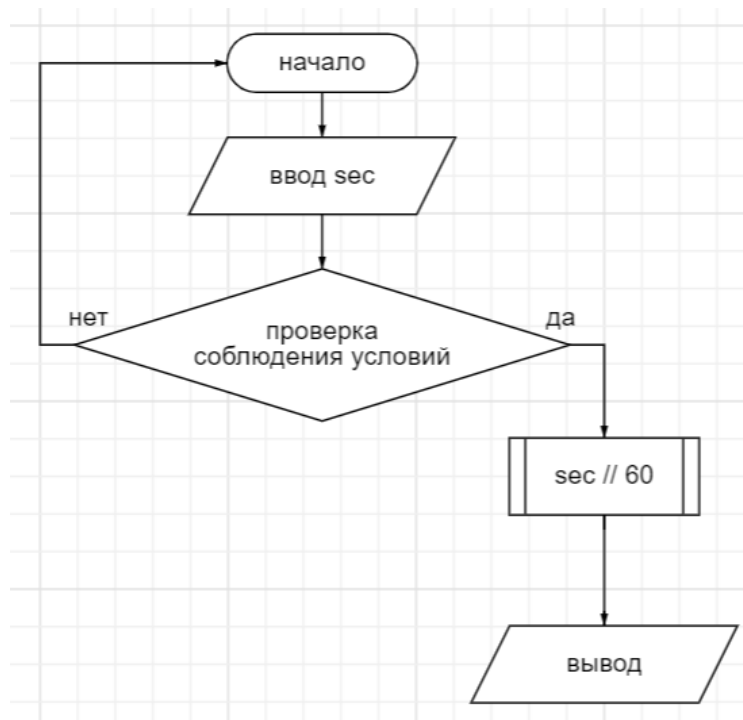 начало
ввод sec
нет
да
проверка
соблюдения условий
sec // 60
вывод